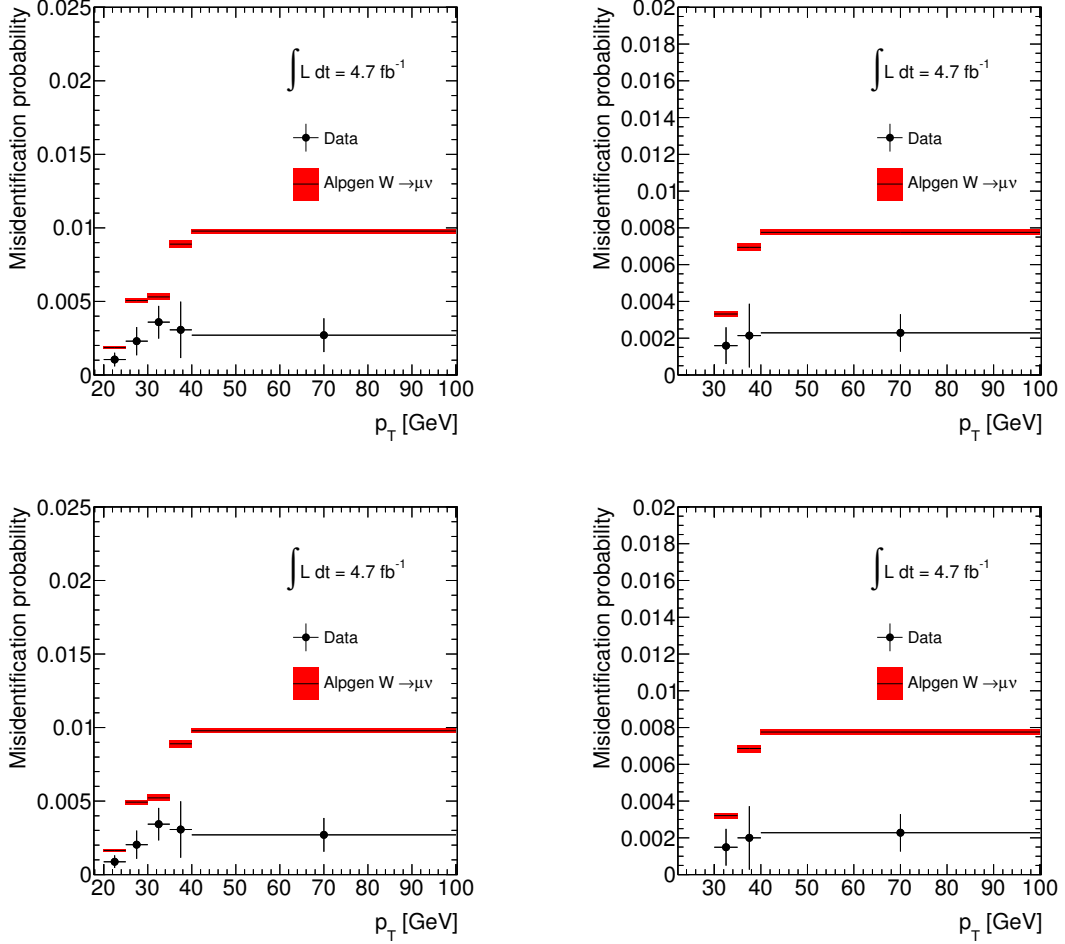 Misidentification probability
0.025
0.02
0.015
0.01
0.005
0
∫ L dt = 4.7 fb⁻¹
Data
Alpgen W →μν
20 30 40 50 60 70 80 90 100
p_T [GeV]
Misidentification probability
0.02
0.018
0.016
0.014
0.012
0.01
0.008
0.006
0.004
0.002
0
∫ L dt = 4.7 fb⁻¹
Data
Alpgen W →μν
30 40 50 60 70 80 90 100
p_T [GeV]
Misidentification probability
0.025
0.02
0.015
0.01
0.005
0
∫ L dt = 4.7 fb⁻¹
Data
Alpgen W →μν
20 30 40 50 60 70 80 90 100
p_T [GeV]
Misidentification probability
0.02
0.018
0.016
0.014
0.012
0.01
0.008
0.006
0.004
0.002
0
∫ L dt = 4.7 fb⁻¹
Data
Alpgen W →μν
30 40 50 60 70 80 90 100
p_T [GeV]